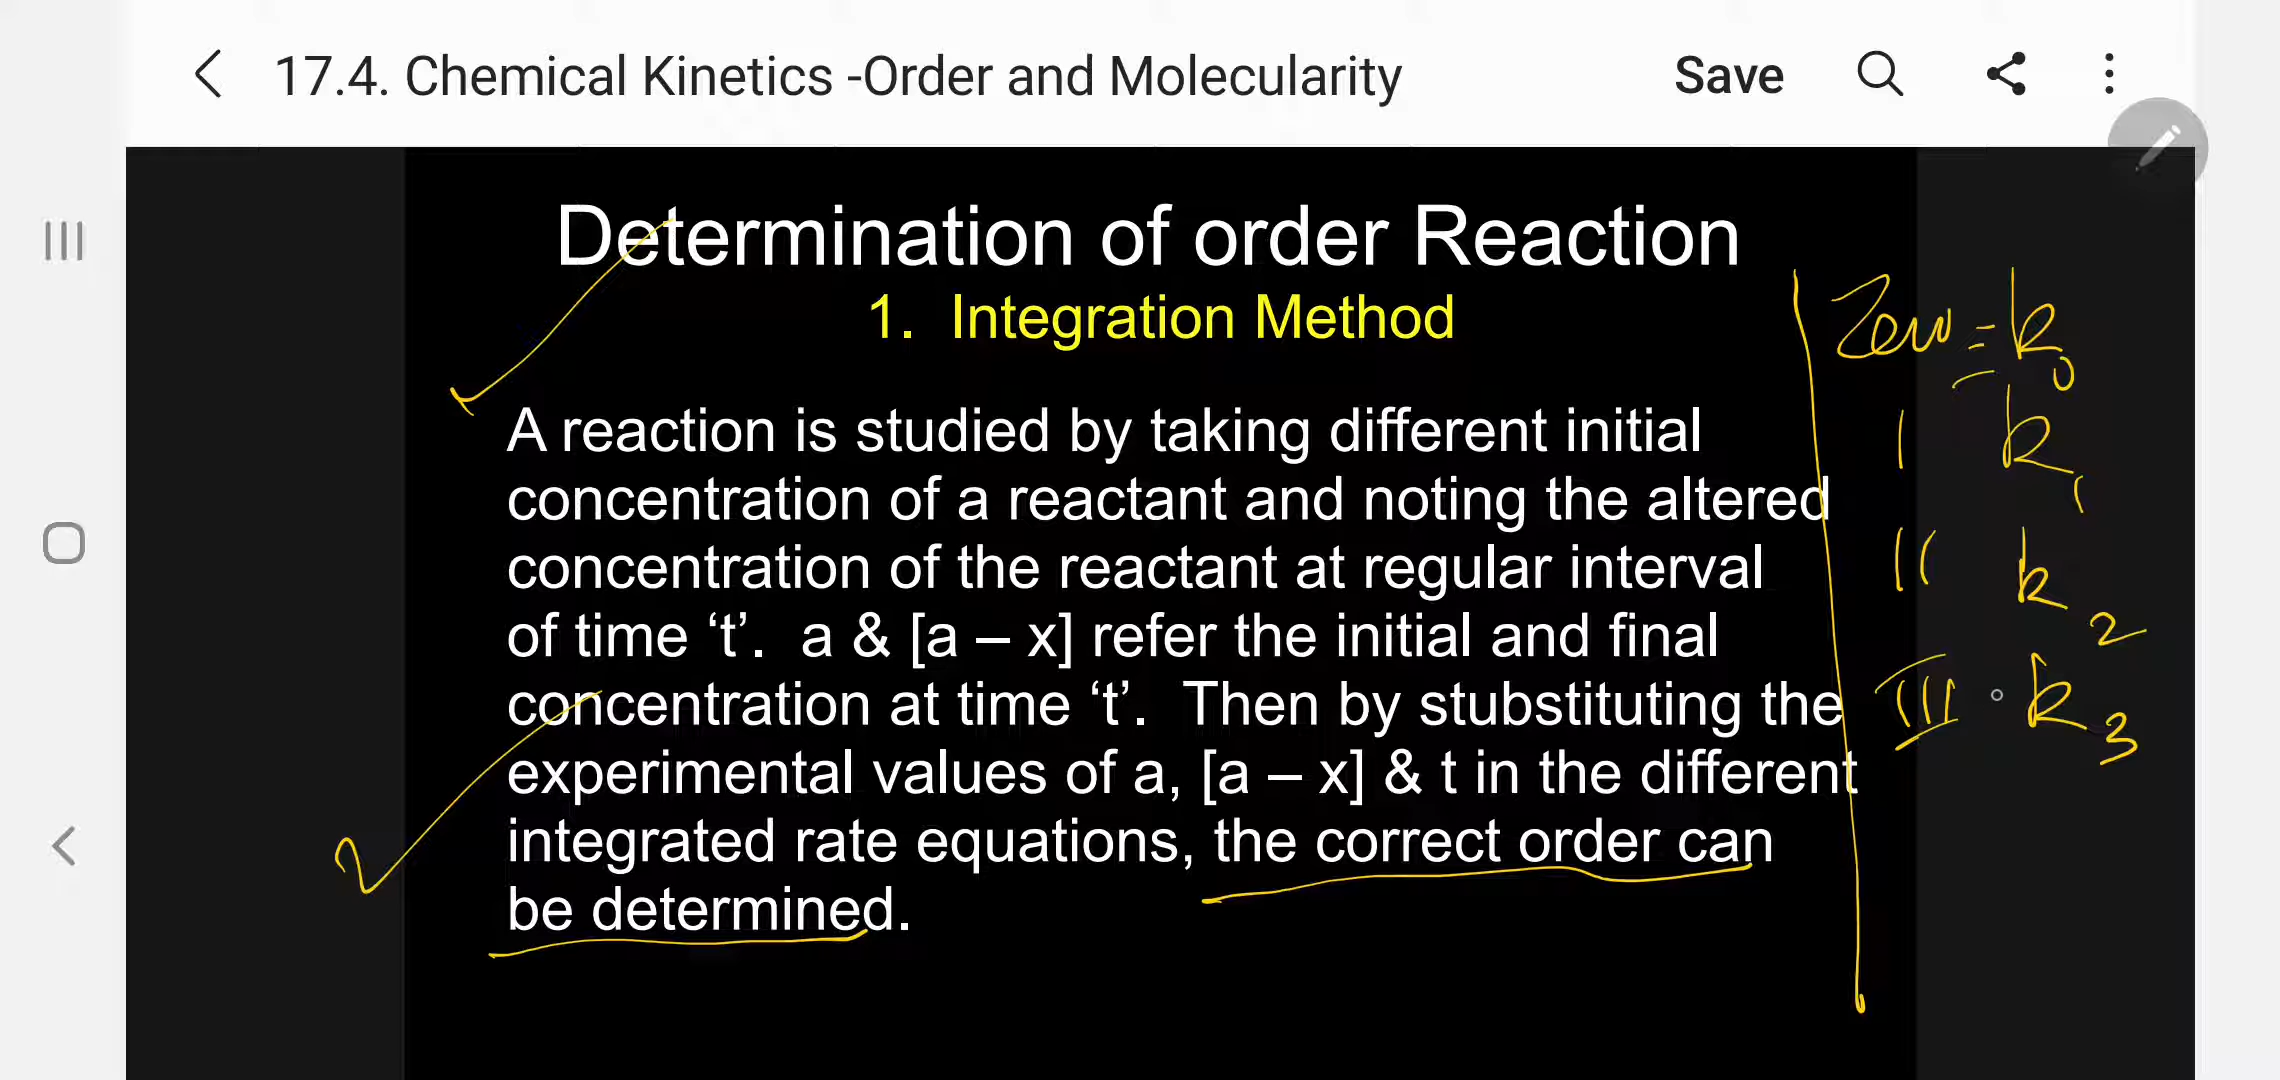 17.4. Chemical Kinetics -Order and Molecularity Save
Determination of order Reaction
1. Integration Method
A reaction is studied by taking different initial
concentration of a reactant and noting the altered
concentration of the reactant at regular interval
of time ‘t’. a & [a – x] refer the initial and final
concentration at time ‘t’. Then by stubstituting the
experimental values of a, [a – x] & t in the different
integrated rate equations, the correct order can
be determined.
Zero = k0
I k1
II k2
III k3